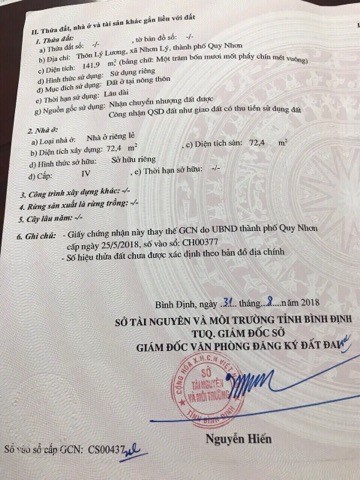 II. Thửa đất, nhà ở và tài sản khác gắn liền với đất
1. Thửa đất:
a) Thửa đất số: -/- , tờ bản đồ số: -/-
b) Địa chỉ: Thôn Lý Lương, xã Nhơn Lý, thành phố Quy Nhơn
c) Diện tích: 141,9 m², (bằng chữ: Một trăm bốn mươi mốt phẩy chín mét vuông)
d) Hình thức sử dụng: Sử dụng riêng
đ) Mục đích sử dụng: Đất ở tại nông thôn
e) Thời hạn sử dụng: Lâu dài
g) Nguồn gốc sử dụng: Nhận chuyển nhượng đất được
Công nhận QSD đất như giao đất có thu tiền sử dụng đất
2. Nhà ở:
a) Loại nhà ở: Nhà ở riêng lẻ
b) Diện tích xây dựng: 72,4 m² , c) Diện tích sàn: 72,4 m²
d) Hình thức sở hữu: Sở hữu riêng
đ) Cấp: IV , e) Thời hạn sở hữu: -/-
3. Công trình xây dựng khác: -/-
4. Rừng sản xuất là rừng trồng: -/-
5. Cây lâu năm: -/-
6. Ghi chú: - Giấy chứng nhận này thay thế GCN do UBND thành phố Quy Nhơn
cấp ngày 25/5/2018, số vào sổ: CH00377
- Số hiệu thửa đất chưa được xác định theo bản đồ địa chính
Bình Định, ngày 31 tháng 8 năm 2018
SỞ TÀI NGUYÊN VÀ MÔI TRƯỜNG TỈNH BÌNH ĐỊNH
TUQ. GIÁM ĐỐC SỞ
GIÁM ĐỐC VĂN PHÒNG ĐĂNG KÝ ĐẤT ĐAI
SỞ
TÀI NGUYÊN
VÀ MÔI TRƯỜNG
TỈNH BÌNH ĐỊNH
Nguyễn Hiến
Số vào sổ cấp GCN: CS00437